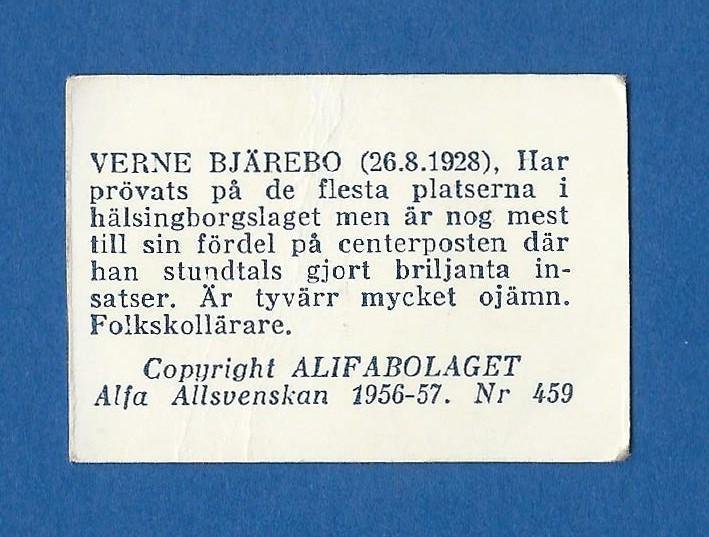 VERNE BJÄREBO (26.8.1928), Har
prövats på de flesta platserna i
hälsingborgslaget men är nog mest
till sin fördel på centerposten där
han stundtals gjort briljanta in-
satser. Är tyvärr mycket ojämn.
Folkskollärare.
Copyright ALIFABOLAGET
Alfa Allsvenskan 1956-57. Nr 459